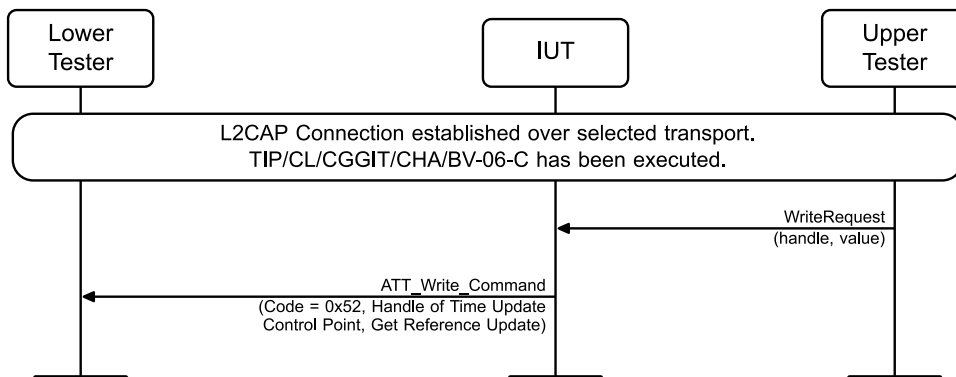 Lower
Tester
IUT
Upper
Tester
L2CAP Connection established over selected transport.
TIP/CL/CGGIT/CHA/BV-06-C has been executed.
WriteRequest
(handle, value)
ATT_Write_Command
(Code = 0x52, Handle of Time Update
Control Point, Get Reference Update)